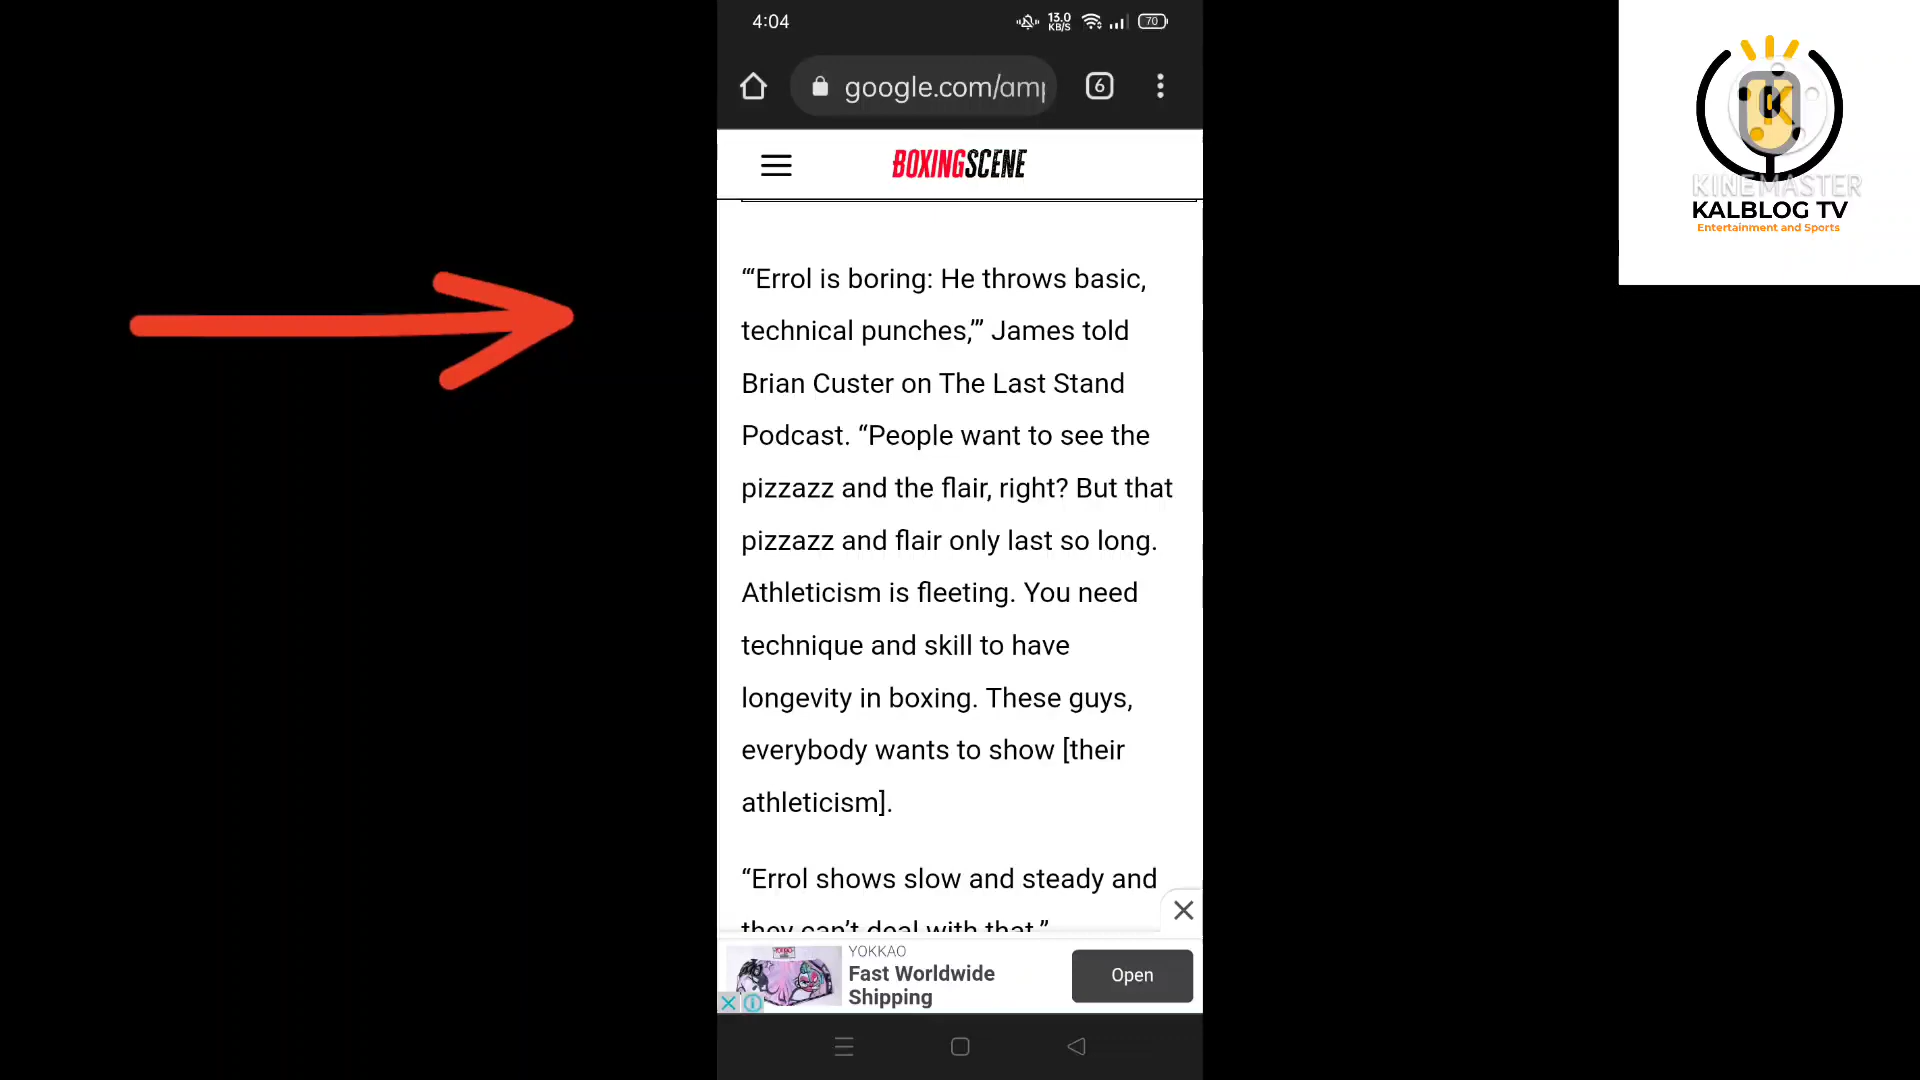 4:04
13.0
KB/S
70
google.com/amp
6
BOXINGSCENE
KINEMASTER
KALBLOG TV
Entertainment and Sports
“‘Errol is boring: He throws basic,
technical punches,’” James told
Brian Custer on The Last Stand
Podcast. “People want to see the
pizzazz and the flair, right? But that
pizzazz and flair only last so long.
Athleticism is fleeting. You need
technique and skill to have
longevity in boxing. These guys,
everybody wants to show [their
athleticism].
“Errol shows slow and steady and
they can’t deal with that.”
YOKKAO
Fast Worldwide
Shipping
Open